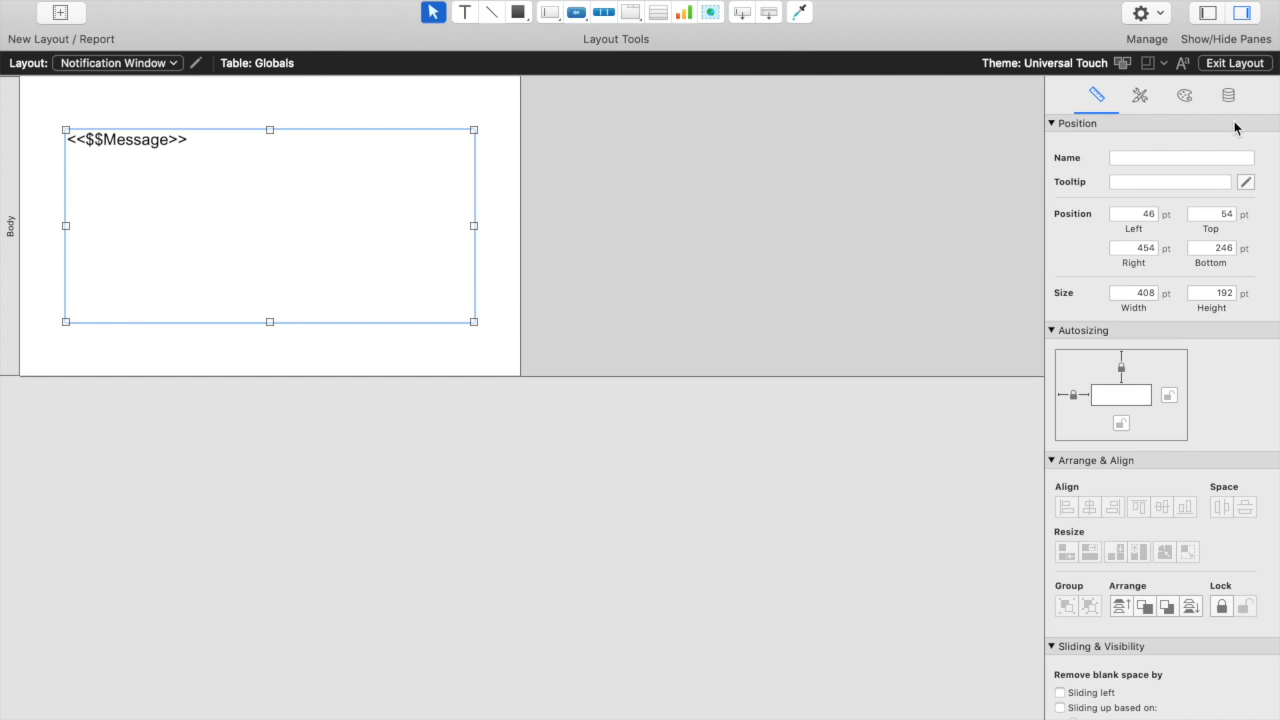 New Layout / Report
Layout Tools
Manage
Show/Hide Panes
Layout: Notification Window
Table: Globals
Theme: Universal Touch
Aa
Exit Layout
Body
<<$$Message>>
Position
Name
Tooltip
Position 46 pt 54 pt
Left Top
454 pt 246 pt
Right Bottom
Size 408 pt 192 pt
Width Height
Autosizing
Arrange & Align
Align Space
Resize
Group Arrange Lock
Sliding & Visibility
Remove blank space by
Sliding left
Sliding up based on: